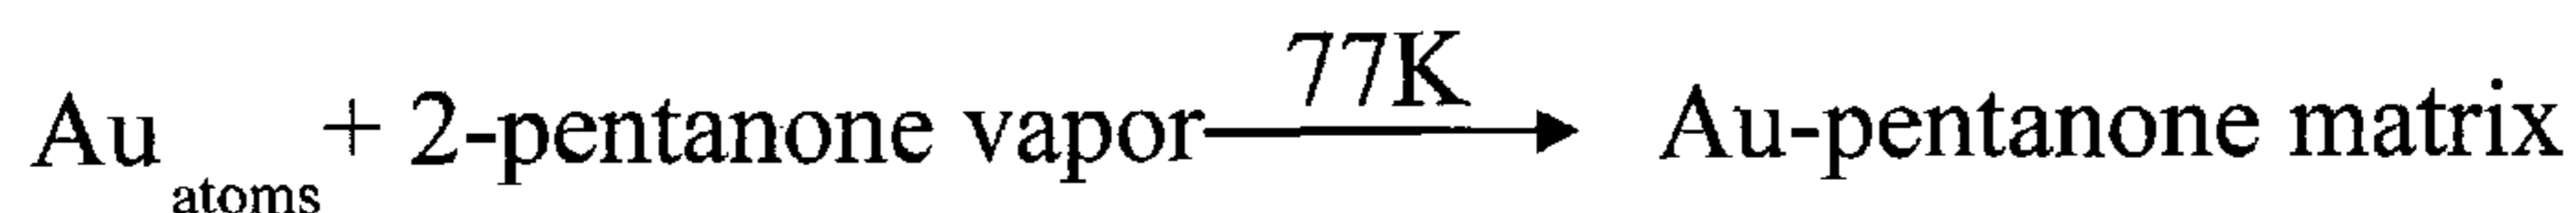 77K
Au atoms + 2-pentanone vapor → Au-pentanone matrix